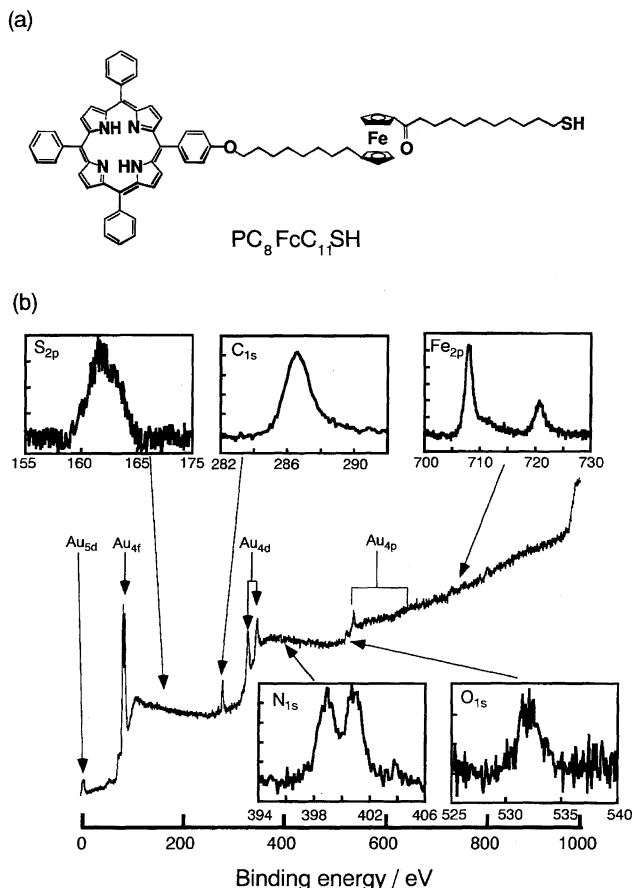 (a)
NH N
N HN
O
Fe
O
SH
PC8FcC11SH
(b)
S2p
155 160 165 175
C1s
282 286 290
Fe2p
700 710 720 730
Au5d Au4f Au4d Au4p
N1s
394 398 402 406
O1s
525 530 535 540
0 200 400 600 800 1000
Binding energy / eV